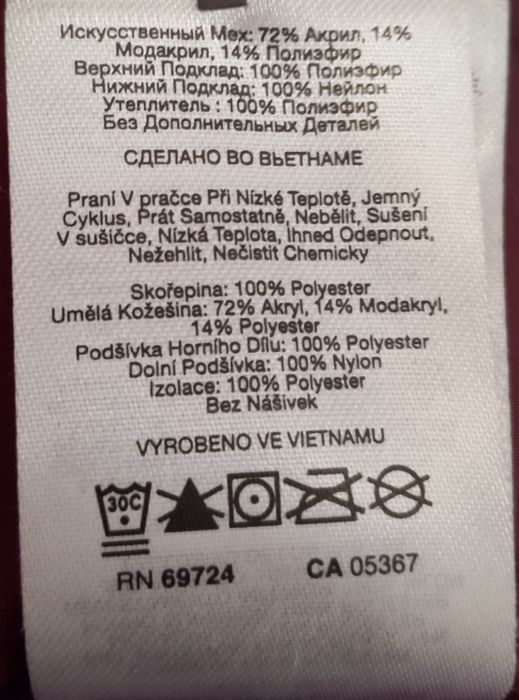 Искусственный Мех: 72% Акрил, 14%
Модакрил, 14% Полиэфир
Верхний Подклад: 100% Полиэфир
Нижний Подклад: 100% Нейлон
Утеплитель : 100% Полиэфир
Без Дополнительных Деталей
СДЕЛАНО ВО ВЬЕТНАМЕ
Praní V pračce Při Nízké Teplotě, Jemný
Cyklus, Prát Samostatně, Nebělit, Sušení
V sušičce, Nízká Teplota, Ihned Odepnout,
Nežehlit, Nečistit Chemicky
Skořepina: 100% Polyester
Umělá Kožešina: 72% Akryl, 14% Modakryl,
14% Polyester
Podšívka Horního Dílu: 100% Polyester
Dolní Podšívka: 100% Nylon
Izolace: 100% Polyester
Bez Nášivek
VYROBENO VE VIETNAMU
30C
RN 69724 CA 05367